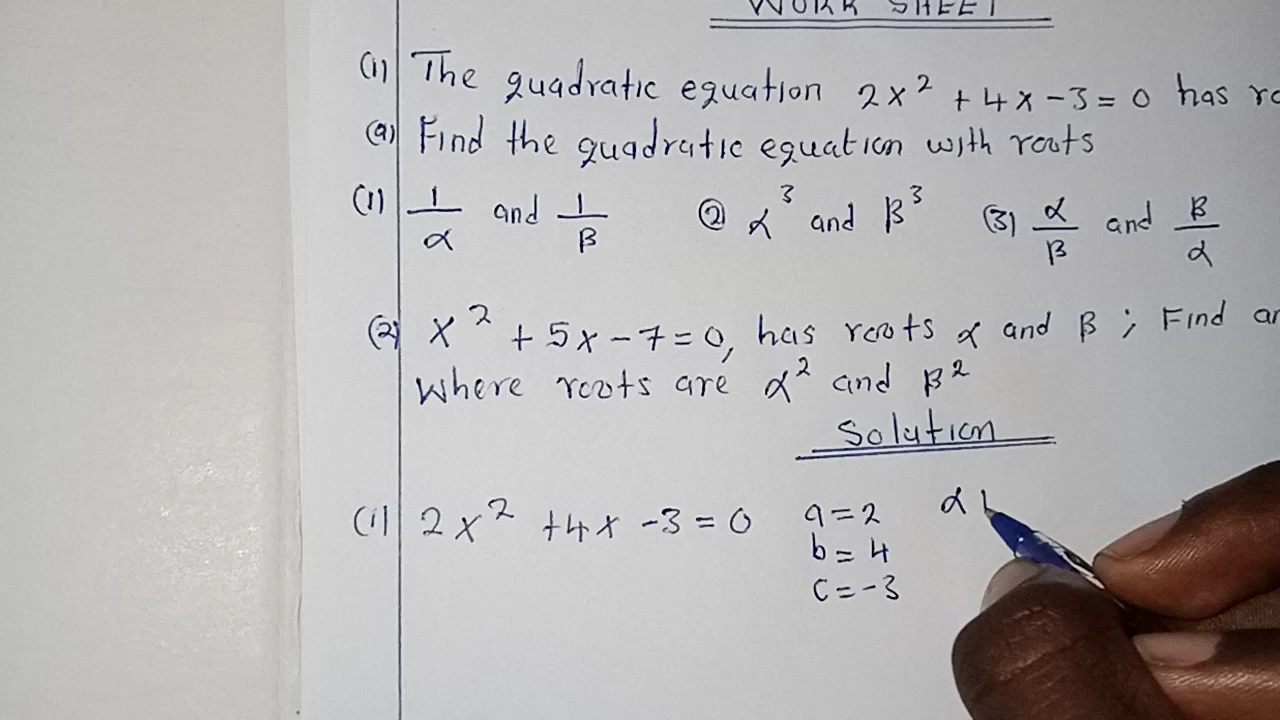 WORK SHEET
(1) The quadratic equation 2x² + 4x - 3 = 0 has
(a) Find the quadratic equation with roots
(1) 1/α and 1/β (2) α³ and β³ (3) α/β and β/α
(2) x² + 5x - 7 = 0, has roots α and β ; Find
where roots are α² and β²
Solution
(1) 2x² + 4x - 3 = 0 a = 2 α
b = 4
c = -3